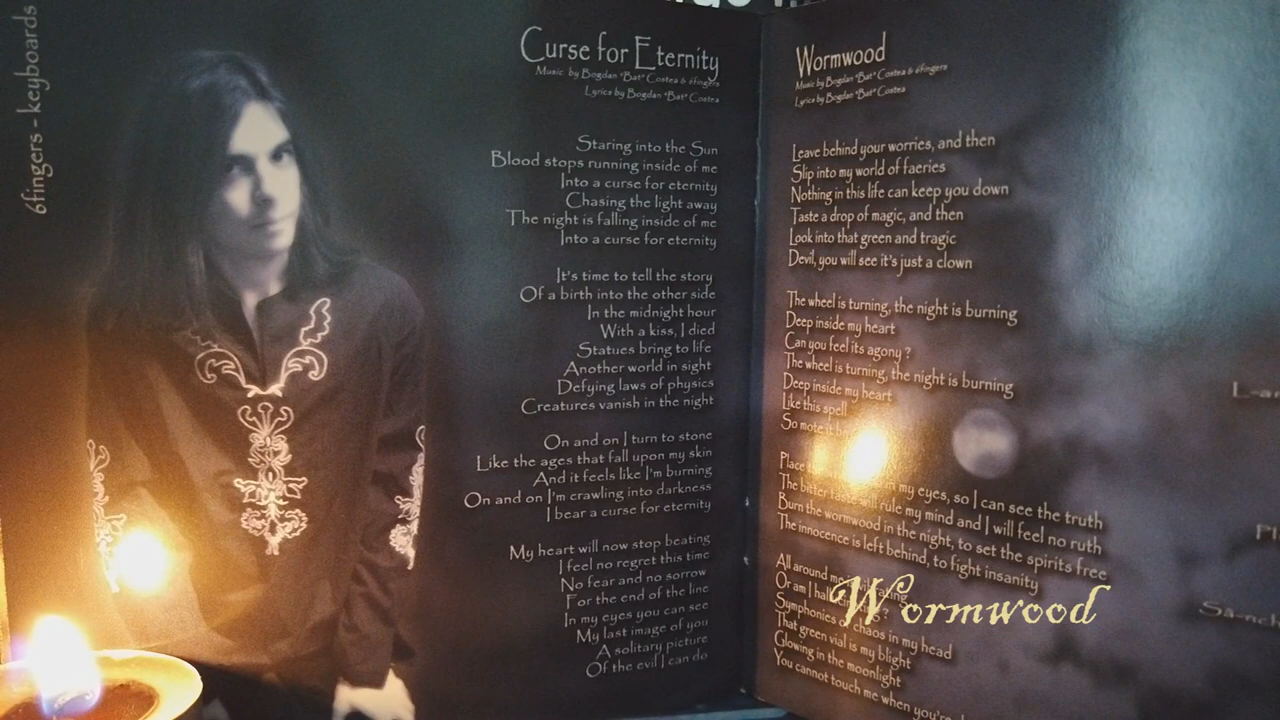 6fingers - keyboards
Curse for Eternity
Music by Bogdan "Bat" Costea & 6fingers
Lyrics by Bogdan "Bat" Costea
Staring into the Sun
Blood stops running inside of me
Into a curse for eternity
Chasing the light away
The night is falling inside of me
Into a curse for eternity
It's time to tell the story
Of a birth into the other side
In the midnight hour
With a kiss, I died
Statues bring to life
Another world in sight
Defying laws of physics
Creatures vanish in the night
On and on I turn to stone
Like the ages that fall upon my skin
And it feels like I'm burning
On and on I'm crawling into darkness
I bear a curse for eternity
My heart will now stop beating
I feel no regret this time
No fear and no sorrow
For the end of the line
In my eyes you can see
My last image of you
A solitary picture
Of the evil I can do
Wormwood
Music by Bogdan "Bat" Costea & 6fingers
Lyrics by Bogdan "Bat" Costea
Leave behind your worries, and then
Slip into my world of faeries
Nothing in this life can keep you down
Taste a drop of magic, and then
Look into that green and tragic
Devil, you will see it's just a clown
The wheel is turning, the night is burning
Deep inside my heart
Can you feel its agony ?
The wheel is turning, the night is burning
Deep inside my heart
Like this spell
So mote it
Place in my eyes, so I can see the truth
The bitter taste will rule my mind and I will feel no ruth
Burn the wormwood in the night, to set the spirits free
The innocence is left behind, to fight insanity
All around
Or am I
Symphonies of chaos in my head
That green vial is my blight
Glowing in the moonlight
You cannot touch me when you're
Wormwood